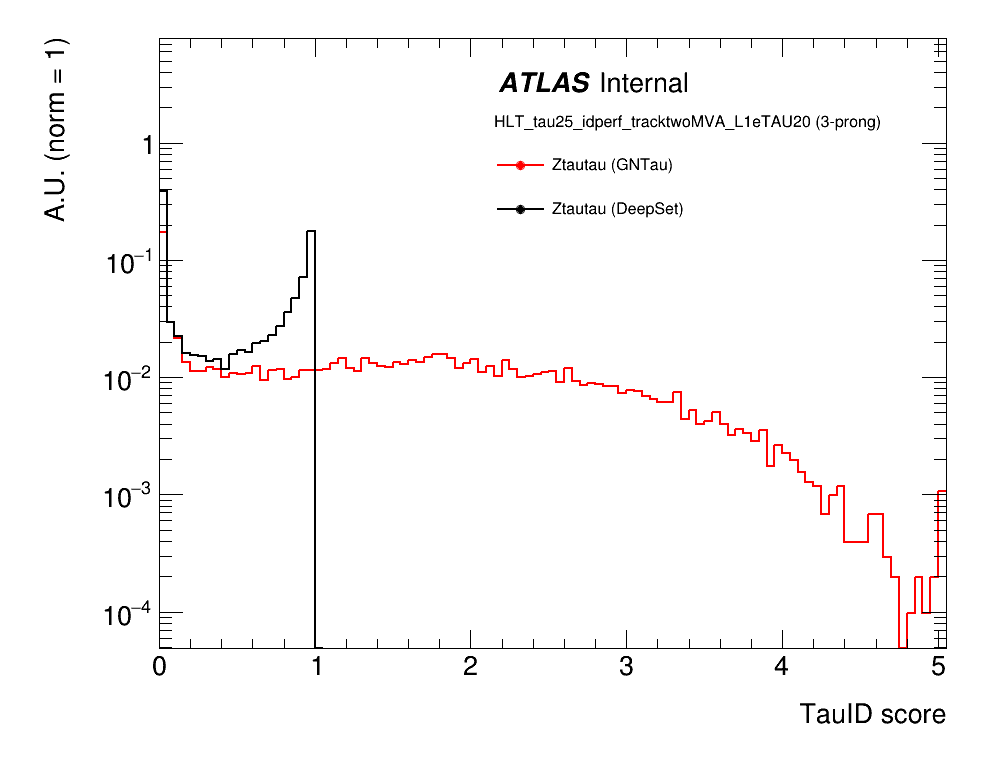 A.U. (norm = 1)
ATLAS Internal
HLT_tau25_idperf_tracktwoMVA_L1eTAU20 (3-prong)
Ztautau (GNTau)
Ztautau (DeepSet)
1
10⁻¹
10⁻²
10⁻³
10⁻⁴
0 1 2 3 4 5
TauID score